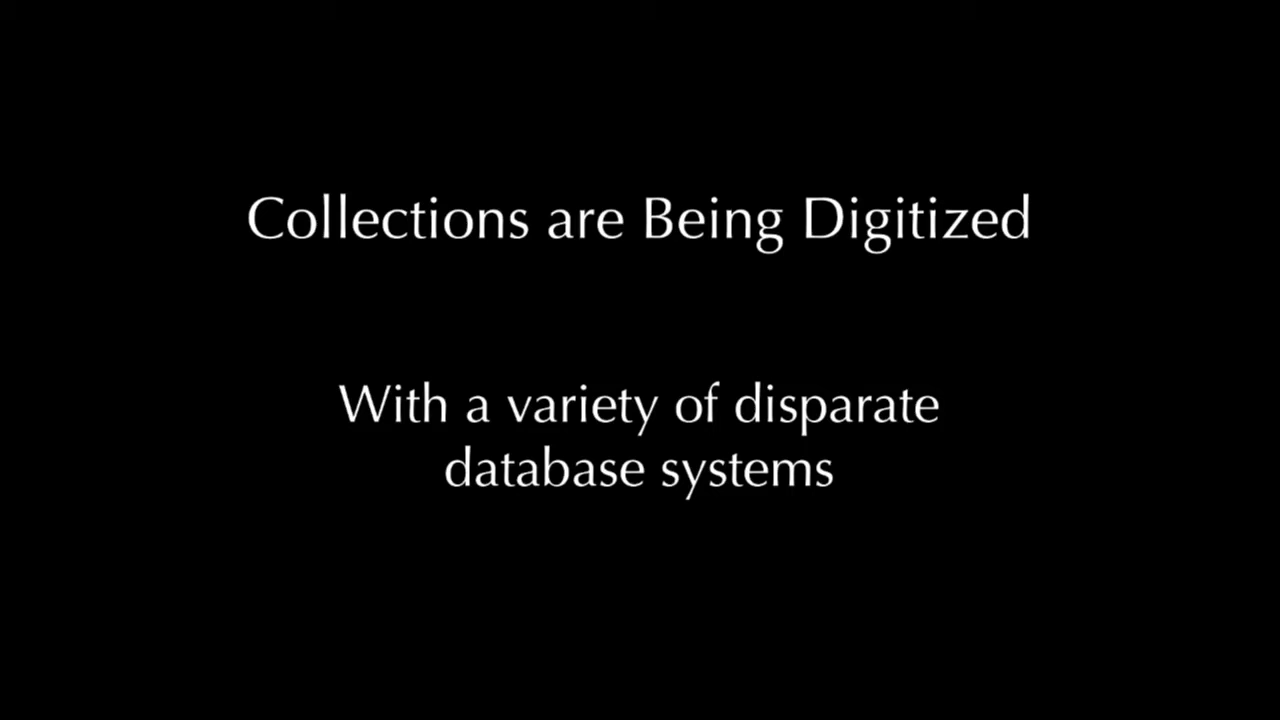 Collections are Being Digitized
With a variety of disparate
database systems